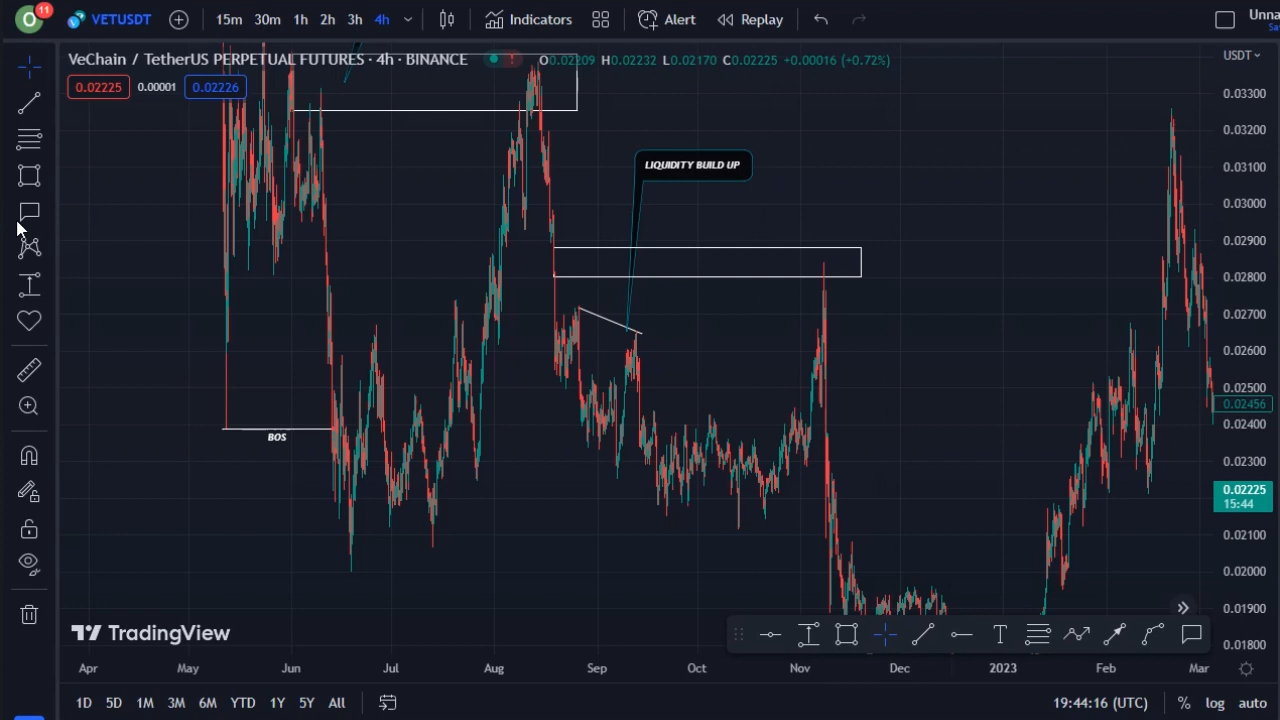 O 11 VETUSDT 15m 30m 1h 2h 3h 4h Indicators Alert Replay Unna
VeChain / TetherUS PERPETUAL FUTURES · 4h · BINANCE O0.02209 H0.02232 L0.02170 C0.02225 +0.00016 (+0.72%) USDT
0.02225 0.00001 0.02226
0.03300
0.03200
LIQUIDITY BUILD UP
0.03100
0.03000
0.02900
0.02800
0.02700
0.02600
0.02500
0.02456
0.02400
BOS
0.02300
0.02225
15:44
0.02100
0.02000
0.01900
TradingView
0.01800
Apr May Jun Jul Aug Sep Oct Nov Dec 2023 Feb Mar
1D 5D 1M 3M 6M YTD 1Y 5Y All 19:44:16 (UTC) % log auto